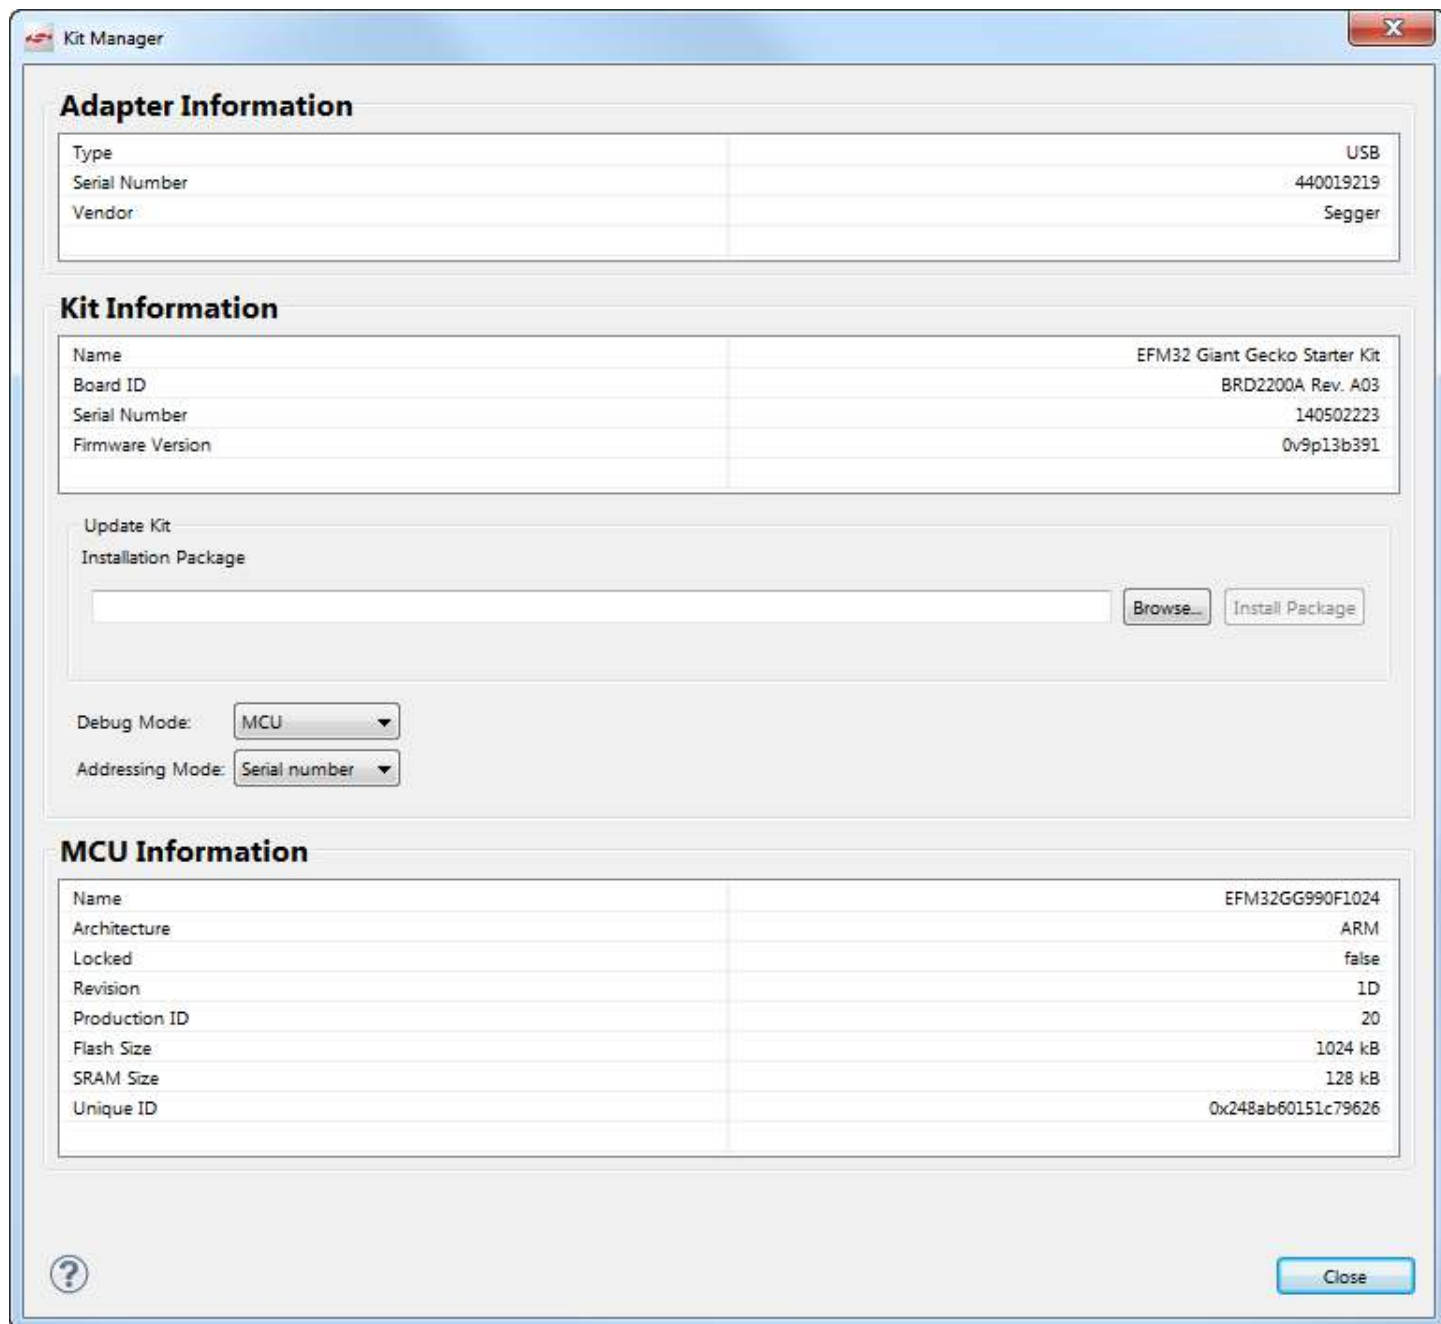 Kit Manager
Adapter Information
Type USB
Serial Number 440019219
Vendor Segger
Kit Information
Name EFM32 Giant Gecko Starter Kit
Board ID BRD2200A Rev. A03
Serial Number 140502223
Firmware Version 0v9p13b391
Update Kit
Installation Package
Browse... Install Package
Debug Mode: MCU
Addressing Mode: Serial number
MCU Information
Name EFM32GG990F1024
Architecture ARM
Locked false
Revision 1D
Production ID 20
Flash Size 1024 kB
SRAM Size 128 kB
Unique ID 0x248ab60151c79626
?
Close